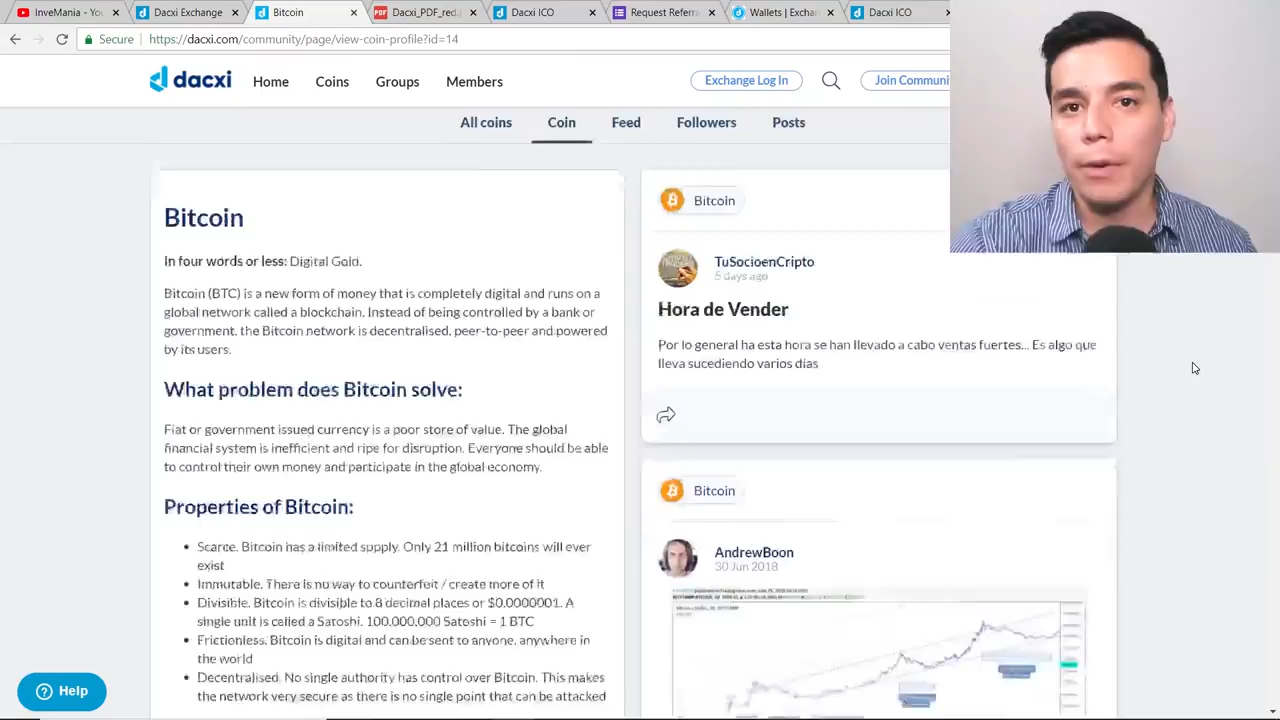 InveMania - You
Dacxi Exchange
Bitcoin
Dacxi_PDF_red.
Dacxi ICO
Request Referra
Wallets | Exchan
Dacxi ICO
Secure
https://dacxi.com/community/page/view-coin-profile?id=14
dacxi
Home
Coins
Groups
Members
Exchange Log In
Join Communi
All coins
Coin
Feed
Followers
Posts
Bitcoin
In four words or less: Digital Gold.
Bitcoin (BTC) is a new form of money that is completely digital and runs on a
global network called a blockchain. Instead of being controlled by a bank or
government, the Bitcoin network is decentralised, peer-to-peer and powered
by its users.
What problem does Bitcoin solve:
Fiat or government issued currency is a poor store of value. The global
financial system is inefficient and ripe for disruption. Everyone should be able
to control their own money and participate in the global economy.
Properties of Bitcoin:
Scarce. Bitcoin has a limited supply. Only 21 million bitcoins will ever
exist
Immutable. There is no way to counterfeit / create more of it
Divisible. Bitcoin is divisible to 8 decimal places or $0.0000001. A
single unit is called a Satoshi. 100,000,000 Satoshi = 1 BTC
Frictionless. Bitcoin is digital and can be sent to anyone, anywhere in
the world
Decentralised. No single authority has control over Bitcoin. This makes
the network very secure as there is no single point that can be attacked
Bitcoin
TuSocioenCripto
5 days ago
Hora de Vender
Por lo general ha esta hora se han llevado a cabo ventas fuertes... Es algo que
lleva sucediendo varios días
Bitcoin
AndrewBoon
30 Jun 2018
Help